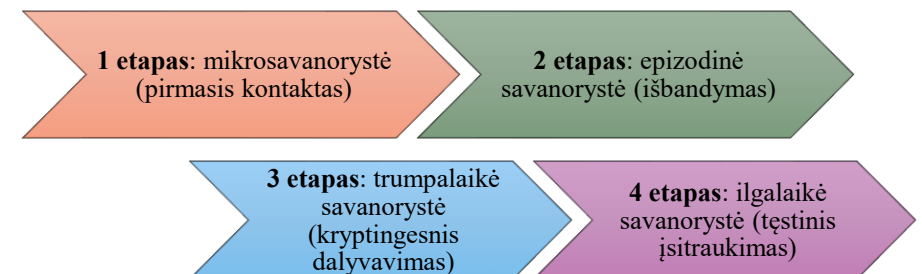 1 etapas: mikrosavanorystė
(pirmasis kontaktas)
2 etapas: epizodinė
savanorystė (išbandymas)
3 etapas: trumpalaikė
savanorystė
(kryptingesnis
dalyvavimas)
4 etapas: ilgalaikė
savanorystė (tęstinis
įsitraukimas)